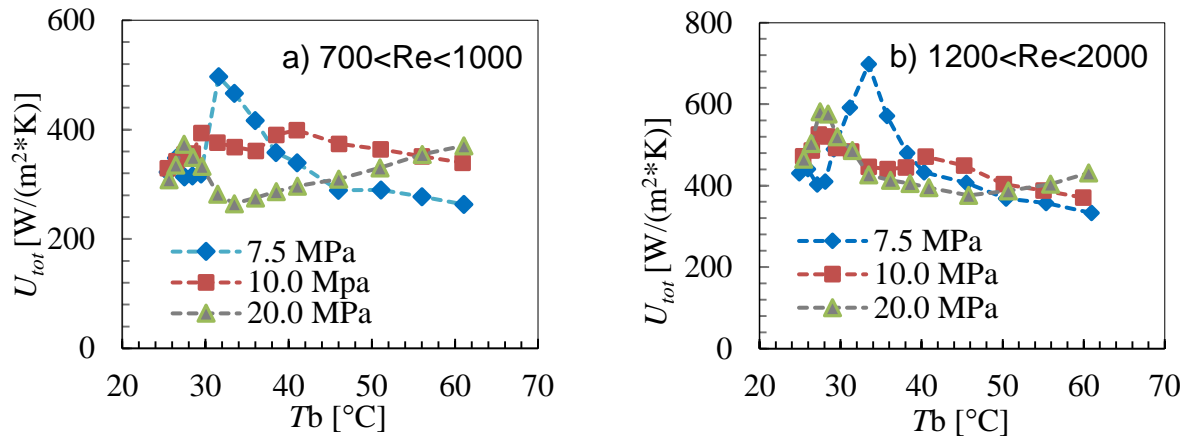 a) 700<Re<1000
U_tot [W/(m²*K)]
600
400
200
0
7.5 MPa
10.0 Mpa
20.0 MPa
20 30 40 50 60 70
Tb [°C]
b) 1200<Re<2000
U_tot [W/(m²*K)]
800
600
400
200
0
7.5 MPa
10.0 MPa
20.0 MPa
20 30 40 50 60 70
Tb [°C]